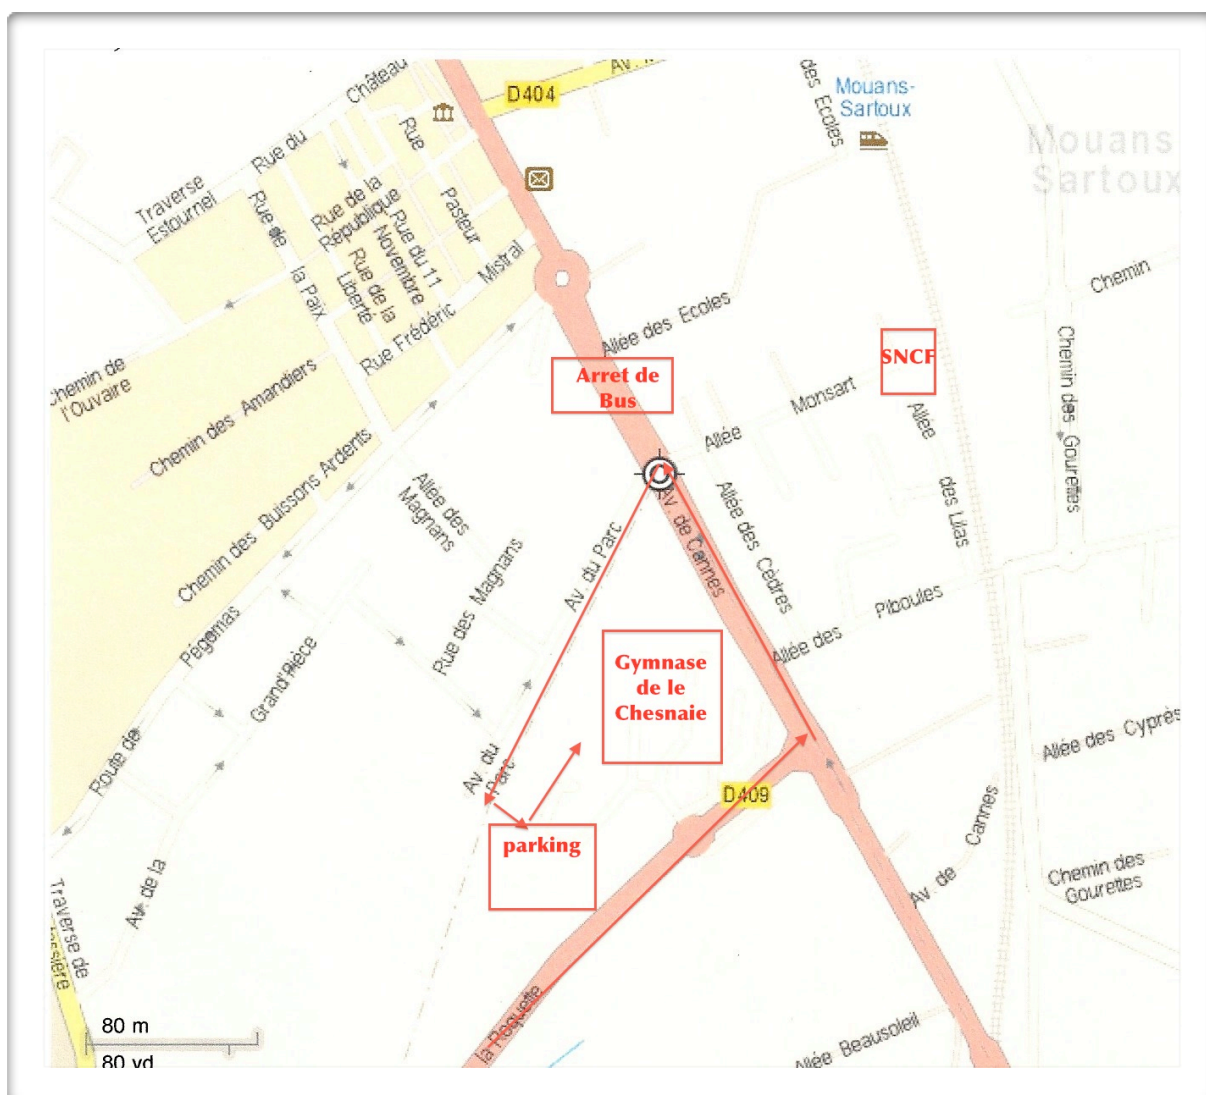 D404
Av.
des Ecoles
Mouans-
Sartoux
Mouans
Sartoux
Château
Rue du
Rue
Traverse
Estournel
Rue de
la Paix
Rue de la
République
Rue du 11
Novembre
Pasteur
Rue de la
Liberté
Mistral
Rue Frédéric
Chemin
Allée des Ecoles
Chemin de
l'Ouvaire
Chemin des Amandiers
Arret de
Bus
SNCF
Monsart
Allée
Allée
des Lilas
Chemin des Gourettes
Chemin des Buissons Ardents
Allée des
Magnans
Rue des Magnans
Av. du Parc
Av. de Cannes
Allée des Cèdres
Piboules
Allée des
Pégomas
Route de
Grand'Pièce
Av. de la
Gymnase
de le
Chesnaie
Av. du
Parc
Allée des Cyprès
D409
parking
Av. de Cannes
Chemin des
Gourettes
Traverse de
la Roquette
Allée Beausoleil
80 m
80 yd